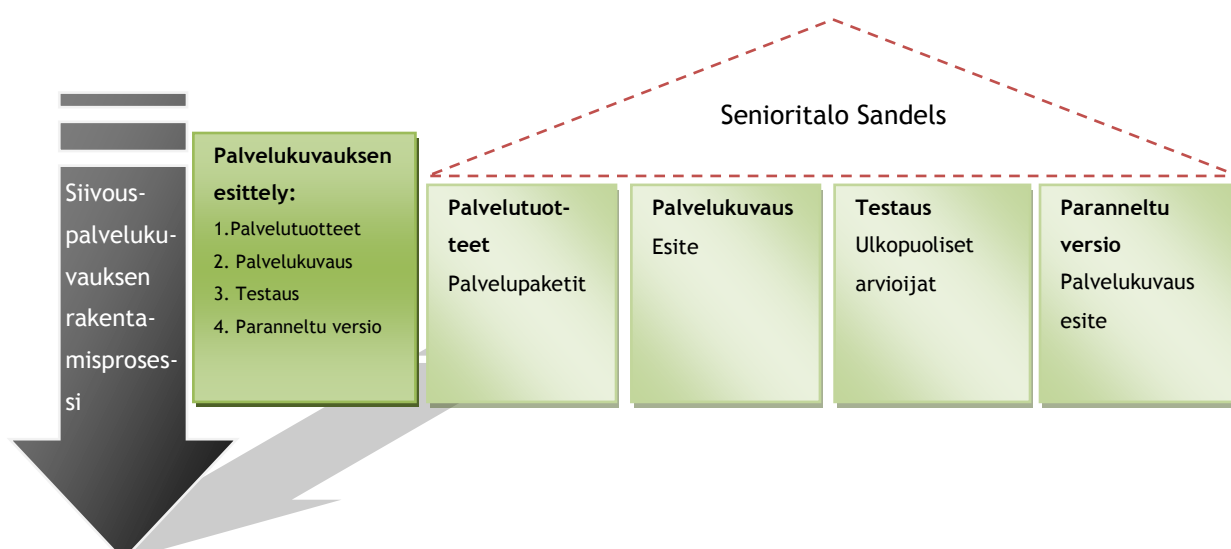 Senioritalo Sandels
Siivous-
palveluku-
vauksen
rakenta-
misproses-
si
Palvelukuvauksen
esittely:
1.Palvelutuotteet
2. Palvelukuvaus
3. Testaus
4. Paranneltu versio
Palvelutuot-
teet
Palvelupaketit
Palvelukuvaus
Esite
Testaus
Ulkopuoliset
arvioijat
Paranneltu
versio
Palvelukuvaus
esite